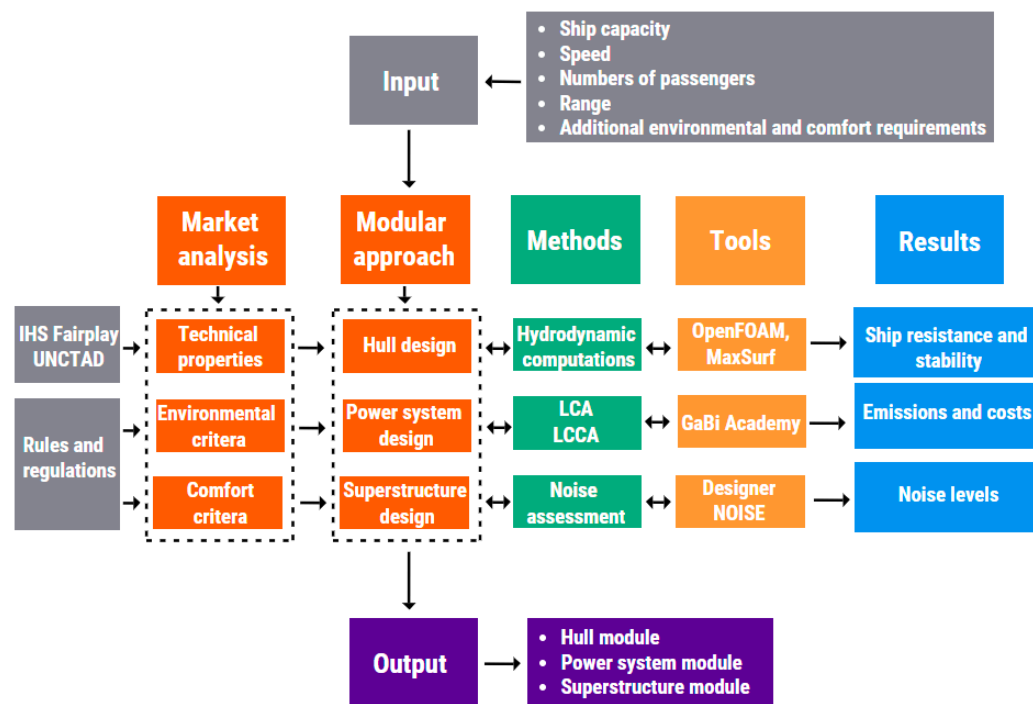 Input
• Ship capacity
• Speed
• Numbers of passengers
• Range
• Additional environmental and comfort requirements
Market
analysis
Modular
approach
Methods
Tools
Results
IHS Fairplay
UNCTAD
Technical
properties
Hull design
Hydrodynamic
computations
OpenFOAM,
MaxSurf
Ship resistance and
stability
Rules and
regulations
Environmental
critera
Power system
design
LCA
LCCA
GaBi Academy
Emissions and costs
Comfort
critera
Superstructure
design
Noise
assessment
Designer
NOISE
Noise levels
Output
• Hull module
• Power system module
• Superstructure module